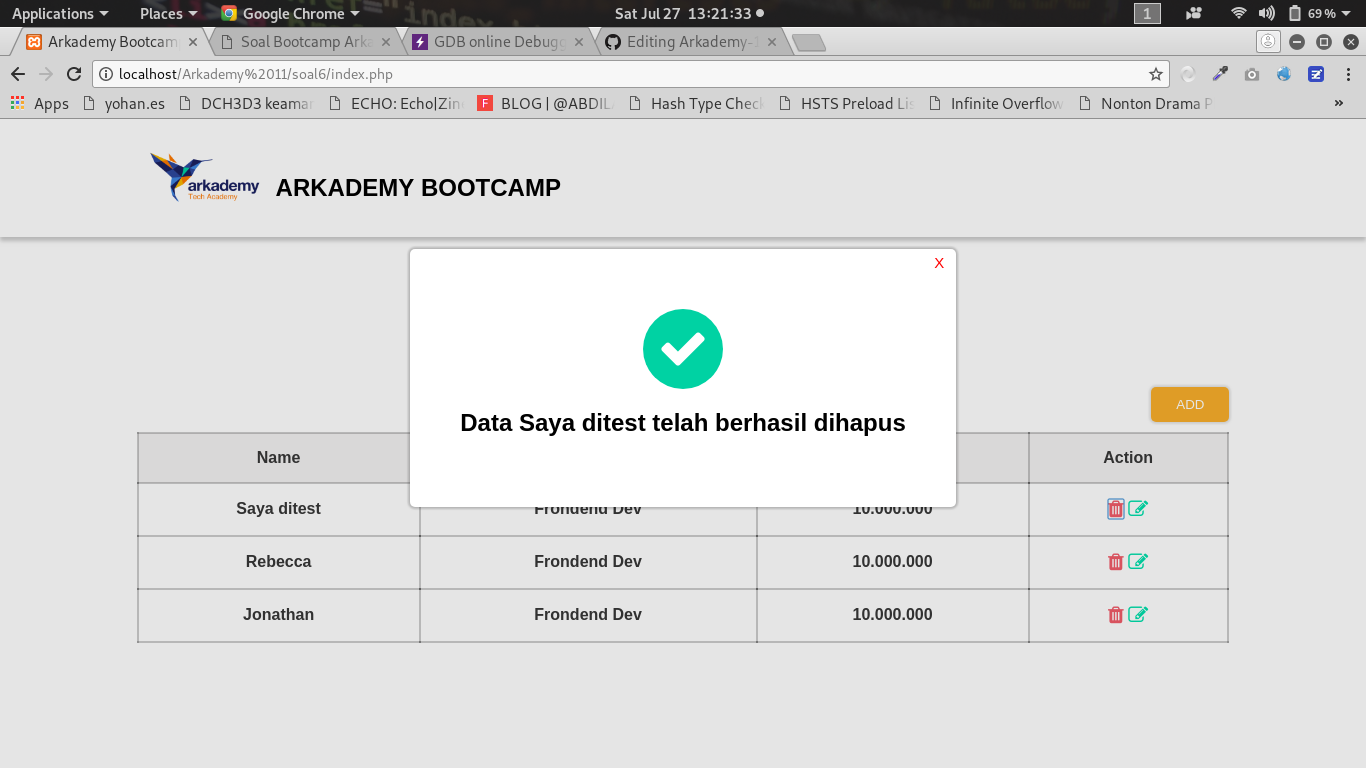 Applications Places Google Chrome Sat Jul 27 13:21:33 1 69 %
Arkademy Bootcam Soal Bootcamp Arka GDB online Debugg Editing Arkademy-1
localhost/Arkademy%2011/soal6/index.php
Apps yohan.es DCH3D3 keamar ECHO: Echo|Zine F BLOG | @ABDIL Hash Type Chec HSTS Preload Lis Infinite Overflow Nonton Drama P »
arkademy
Tech Academy
ARKADEMY BOOTCAMP
X
Data Saya ditest telah berhasil dihapus
ADD
Name Action
Saya ditest Frondend Dev 10.000.000
Rebecca Frondend Dev 10.000.000
Jonathan Frondend Dev 10.000.000